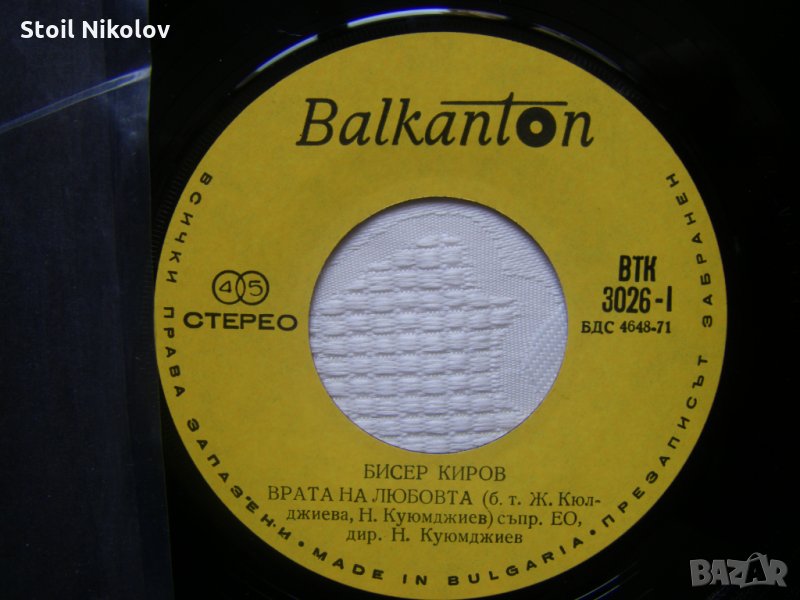 Stoil Nikolov
Balkanton
ВСИЧКИ ПРАВА ЗАПАЗЕНИ • MADE IN BULGARIA • ПРЕЗАПИСЪТ ЗАБРАНЕН
45
СТЕРЕО
ВТК
3026-I
БДС 4648-71
БИСЕР КИРОВ
ВРАТА НА ЛЮБОВТА (б. т. Ж. Кюл-
джиева, Н. Куюмджиев) съпр. ЕО,
дир. Н. Куюмджиев
BAZAR